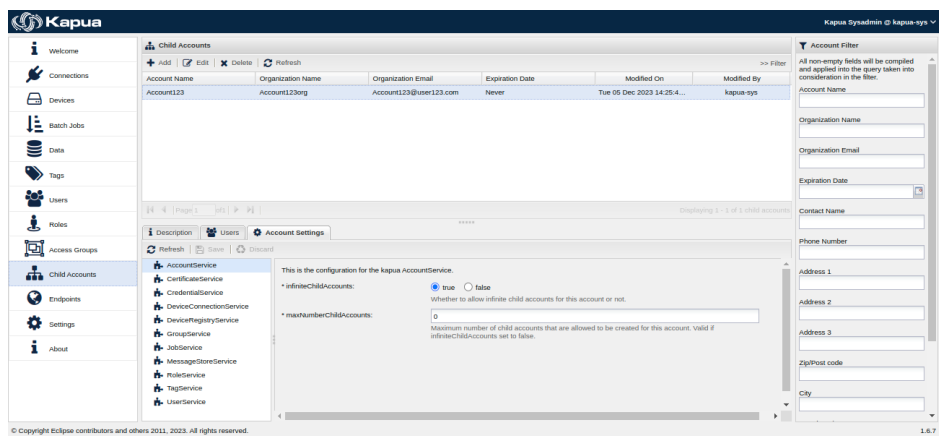 Kapua
Kapua Sysadmin @ kapua-sys
Welcome
Connections
Devices
Batch Jobs
Data
Tags
Users
Roles
Access Groups
Child Accounts
Endpoints
Settings
About
Child Accounts
Add Edit Delete Refresh >> Filter
Account Name Organization Name Organization Email Expiration Date Modified On Modified By
Account123 Account123org Account123@user123.com Never Tue 05 Dec 2023 14:25:4... kapua-sys
Page 1 of 1 Displaying 1 - 1 of 1 child accounts
Description Users Account Settings
Refresh Save Discard
AccountService
CertificateService
CredentialService
DeviceConnectionService
DeviceRegistryService
GroupService
JobService
MessageStoreService
RoleService
TagService
UserService
This is the configuration for the kapua AccountService.
* infiniteChildAccounts: true false
Whether to allow infinite child accounts for this account or not.
* maxNumberChildAccounts: 0
Maximum number of child accounts that are allowed to be created for this account. Valid if
infiniteChildAccounts set to false.
Account Filter
All non-empty fields will be compiled
and applied into the query taken into
consideration in the filter.
Account Name
Organization Name
Organization Email
Expiration Date
Contact Name
Phone Number
Address 1
Address 2
Address 3
Zip/Post code
City
© Copyright Eclipse contributors and others 2011, 2023. All rights reserved.
1.6.7